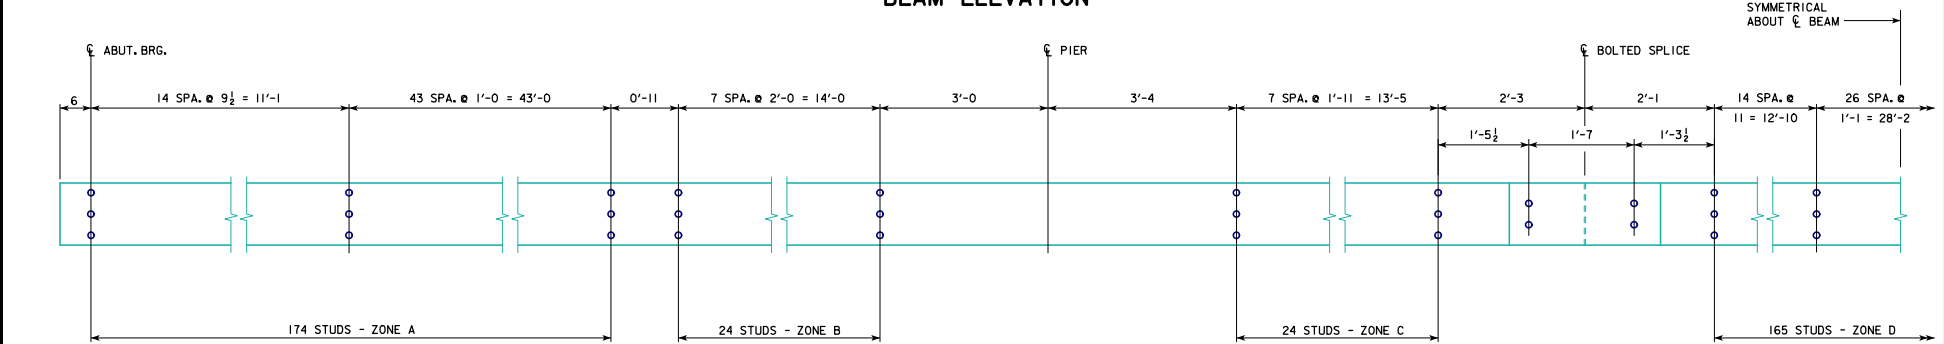 BEAM ELEVATION
SYMMETRICAL
ABOUT ℄ BEAM
℄ ABUT. BRG.
℄ PIER
℄ BOLTED SPLICE
6
14 SPA. @ 9½ = 11'-1
43 SPA. @ 1'-0 = 43'-0
0'-11
7 SPA. @ 2'-0 = 14'-0
3'-0
3'-4
7 SPA. @ 1'-11 = 13'-5
2'-3
2'-1
14 SPA. @
11 = 12'-10
26 SPA. @
1'-1 = 28'-2
1'-5½
1'-7
1'-3½
174 STUDS - ZONE A
24 STUDS - ZONE B
24 STUDS - ZONE C
165 STUDS - ZONE D